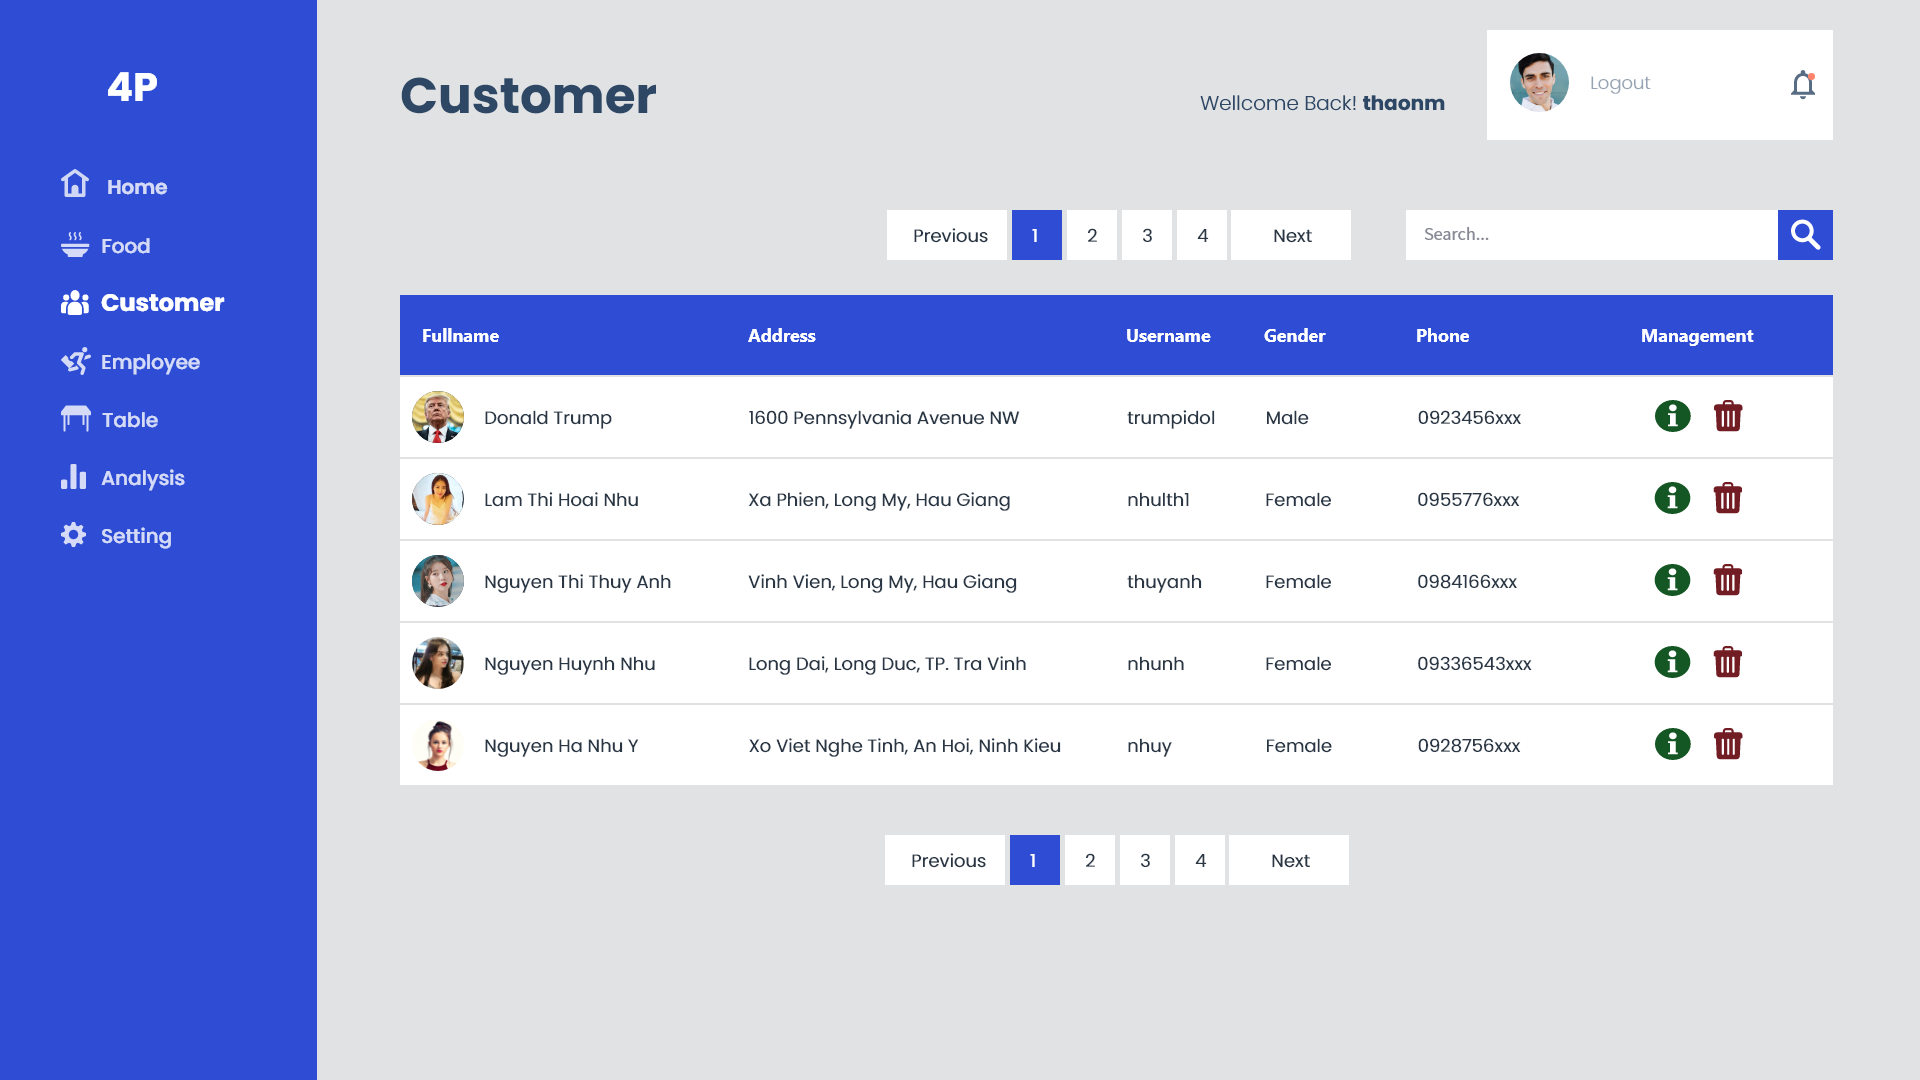 4P
Home
Food
Customer
Employee
Table
Analysis
Setting
Customer
Wellcome Back! thaonm
Logout
Previous 1 2 3 4 Next
Search...
Fullname Address Username Gender Phone Management
Donald Trump 1600 Pennsylvania Avenue NW trumpidol Male 0923456xxx
Lam Thi Hoai Nhu Xa Phien, Long My, Hau Giang nhulth1 Female 0955776xxx
Nguyen Thi Thuy Anh Vinh Vien, Long My, Hau Giang thuyanh Female 0984166xxx
Nguyen Huynh Nhu Long Dai, Long Duc, TP. Tra Vinh nhunh Female 09336543xxx
Nguyen Ha Nhu Y Xo Viet Nghe Tinh, An Hoi, Ninh Kieu nhuy Female 0928756xxx
Previous 1 2 3 4 Next